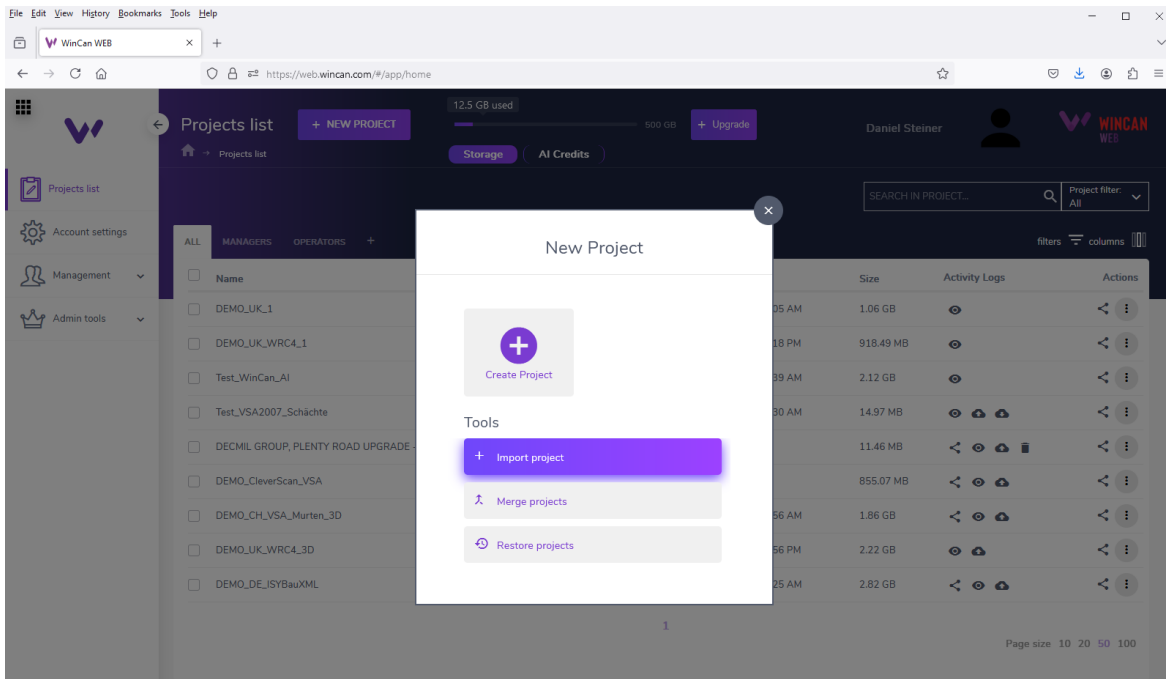 File Edit View History Bookmarks Tools Help
WinCan WEB
https://web.wincan.com/#/app/home
Projects list
+ NEW PROJECT
12.5 GB used
500 GB
+ Upgrade
Daniel Steiner
WINCAN
WEB
Projects list
Storage
AI Credits
Projects list
Account settings
Management
Admin tools
SEARCH IN PROJECT...
Project filter:
All
ALL MANAGERS OPERATORS +
filters columns
New Project
Name Size Activity Logs Actions
DEMO_UK_1 05 AM 1.06 GB
DEMO_UK_WRC4_1 18 PM 918.49 MB
Test_WinCan_AI 39 AM 2.12 GB
Test_VSA2007_Schächte 30 AM 14.97 MB
DECMIL GROUP, PLENTY ROAD UPGRADE - 11.46 MB
DEMO_CleverScan_VSA 855.07 MB
DEMO_CH_VSA_Murten_3D 56 AM 1.86 GB
DEMO_UK_WRC4_3D 56 PM 2.22 GB
DEMO_DE_ISYBauXML 25 AM 2.82 GB
Create Project
Tools
+ Import project
Merge projects
Restore projects
1
Page size 10 20 50 100